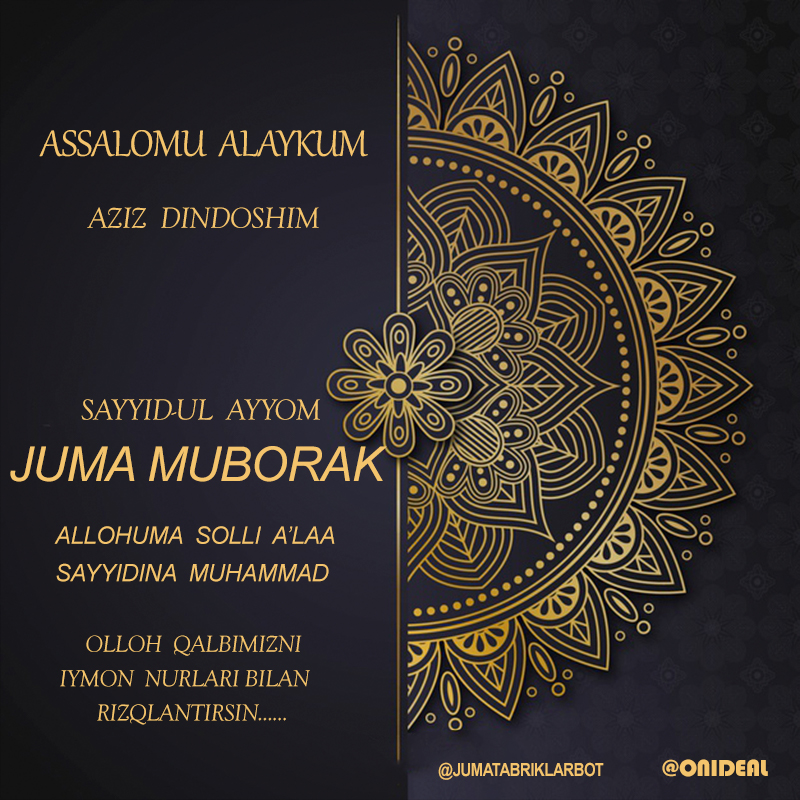 ASSALOMU ALAYKUM
AZIZ DINDOSHIM
SAYYID-UL AYYOM
JUMA MUBORAK
ALLOHUMA SOLLI A'LAA
SAYYIDINA MUHAMMAD
OLLOH QALBIMIZNI
IYMON NURLARI BILAN
RIZQLANTIRSIN......
@JUMATABRIKLARBOT
@ONIDEAL